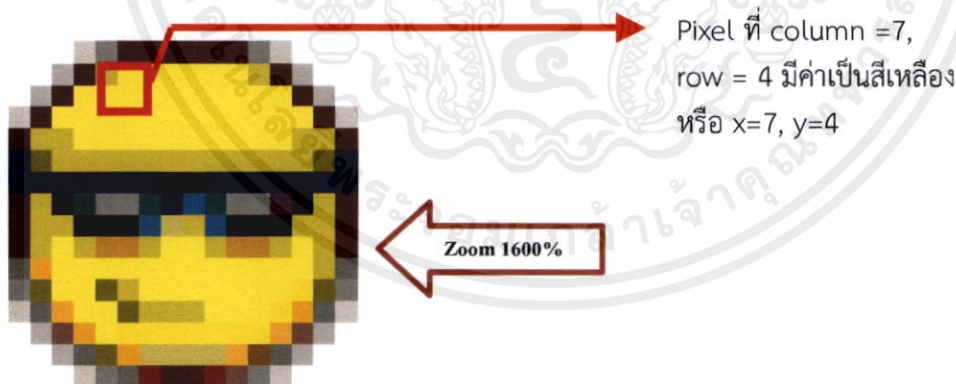 Pixel ที่ column =7,
row = 4 มีค่าเป็นสีเหลือง
หรือ x=7, y=4
Zoom 1600%